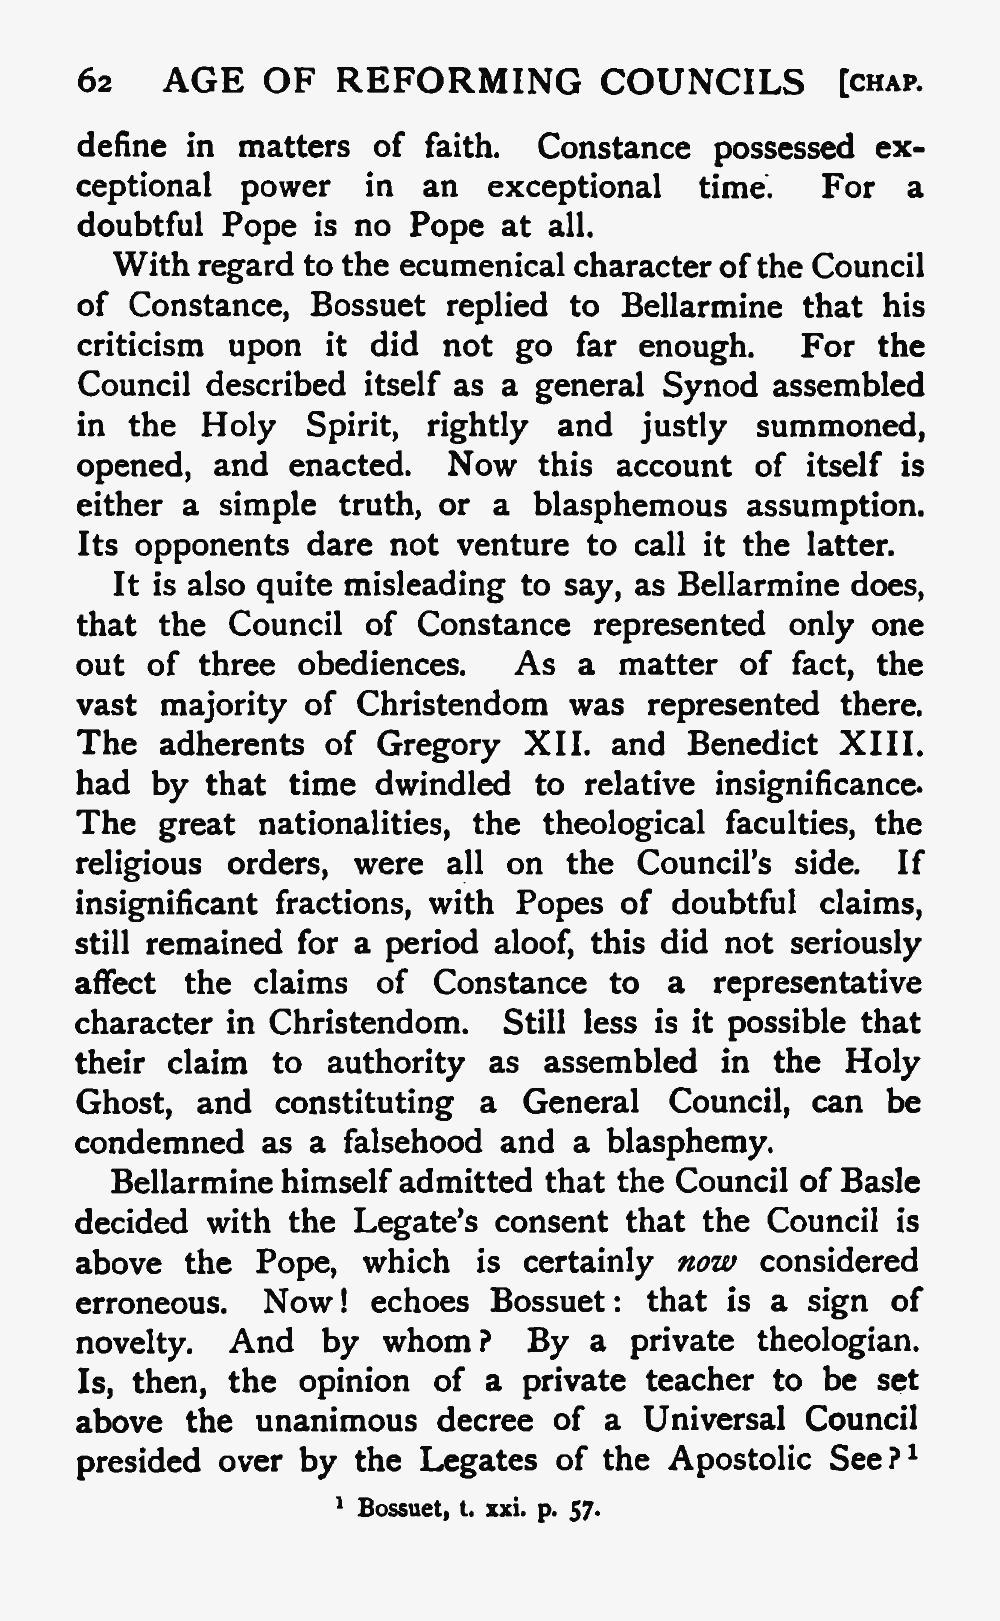 62 AGE OF REFORMING COUNCILS [CHAP.
define in matters of faith. Constance possessed ex-
ceptional power in an exceptional time. For a
doubtful Pope is no Pope at all.
With regard to the ecumenical character of the Council
of Constance, Bossuet replied to Bellarmine that his
criticism upon it did not go far enough. For the
Council described itself as a general Synod assembled
in the Holy Spirit, rightly and justly summoned,
opened, and enacted. Now this account of itself is
either a simple truth, or a blasphemous assumption.
Its opponents dare not venture to call it the latter.
It is also quite misleading to say, as Bellarmine does,
that the Council of Constance represented only one
out of three obediences. As a matter of fact, the
vast majority of Christendom was represented there.
The adherents of Gregory XII. and Benedict XIII.
had by that time dwindled to relative insignificance.
The great nationalities, the theological faculties, the
religious orders, were all on the Council's side. If
insignificant fractions, with Popes of doubtful claims,
still remained for a period aloof, this did not seriously
affect the claims of Constance to a representative
character in Christendom. Still less is it possible that
their claim to authority as assembled in the Holy
Ghost, and constituting a General Council, can be
condemned as a falsehood and a blasphemy.
Bellarmine himself admitted that the Council of Basle
decided with the Legate's consent that the Council is
above the Pope, which is certainly now considered
erroneous. Now! echoes Bossuet: that is a sign of
novelty. And by whom? By a private theologian.
Is, then, the opinion of a private teacher to be set
above the unanimous decree of a Universal Council
presided over by the Legates of the Apostolic See?¹
¹ Bossuet, t. xxi. p. 57.